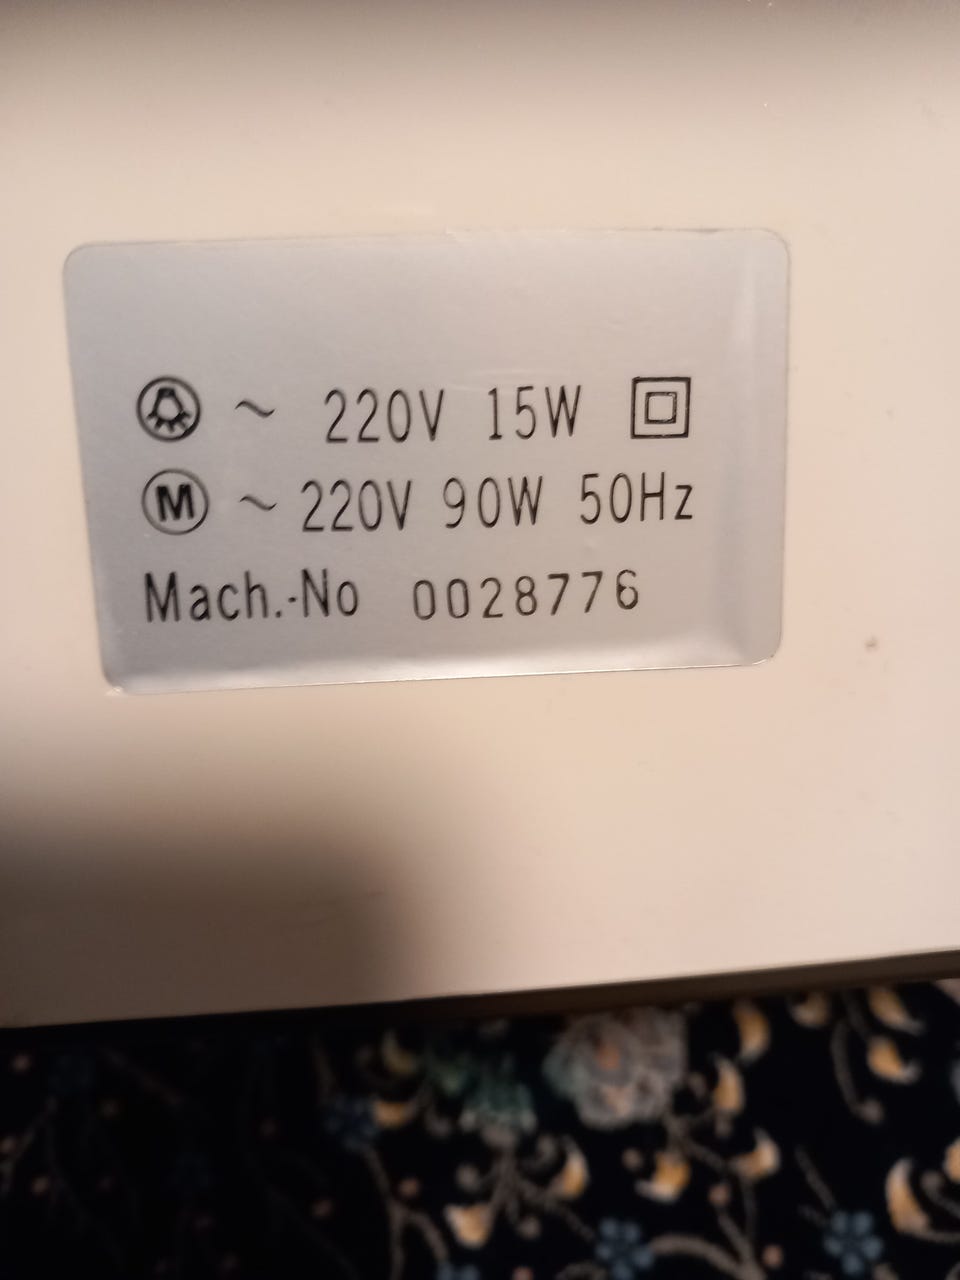 ~ 220V 15W
M ~ 220V 90W 50Hz
Mach.-No 0028776